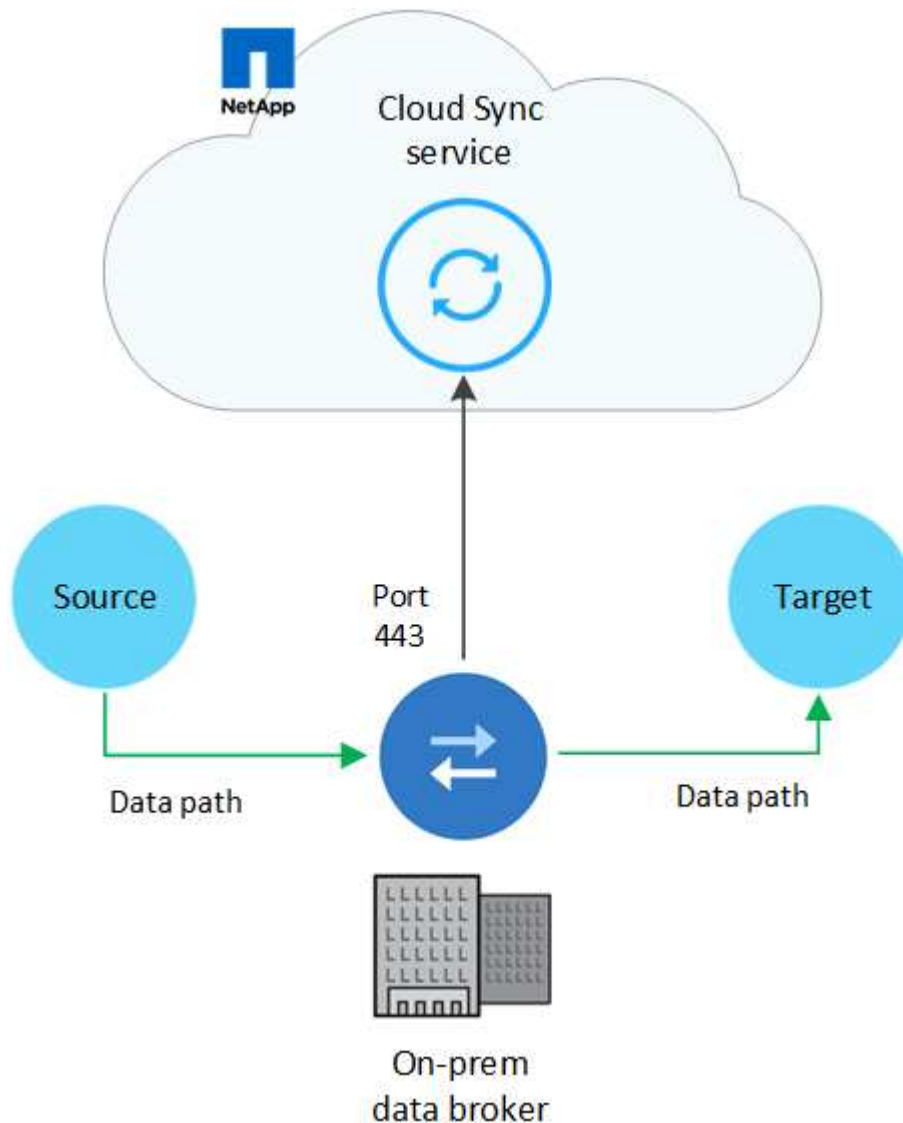 NetApp
Cloud Sync
service
Source
Port
443
Target
Data path
Data path
On-prem
data broker